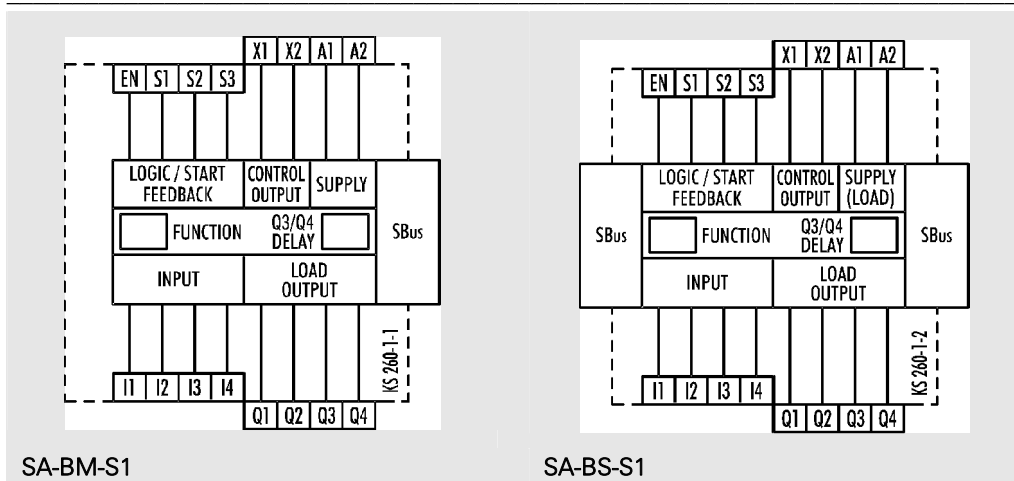 X1 X2 A1 A2
EN S1 S2 S3
LOGIC / START
FEEDBACK
CONTROL
OUTPUT
SUPPLY
SBus
FUNCTION
Q3/Q4
DELAY
INPUT
LOAD
OUTPUT
I1 I2 I3 I4
Q1 Q2 Q3 Q4
KS 260-1-1
SA-BM-S1
X1 X2 A1 A2
EN S1 S2 S3
SBus
LOGIC / START
FEEDBACK
CONTROL
OUTPUT
SUPPLY
(LOAD)
SBus
FUNCTION
Q3/Q4
DELAY
INPUT
LOAD
OUTPUT
I1 I2 I3 I4
Q1 Q2 Q3 Q4
KS 260-1-2
SA-BS-S1